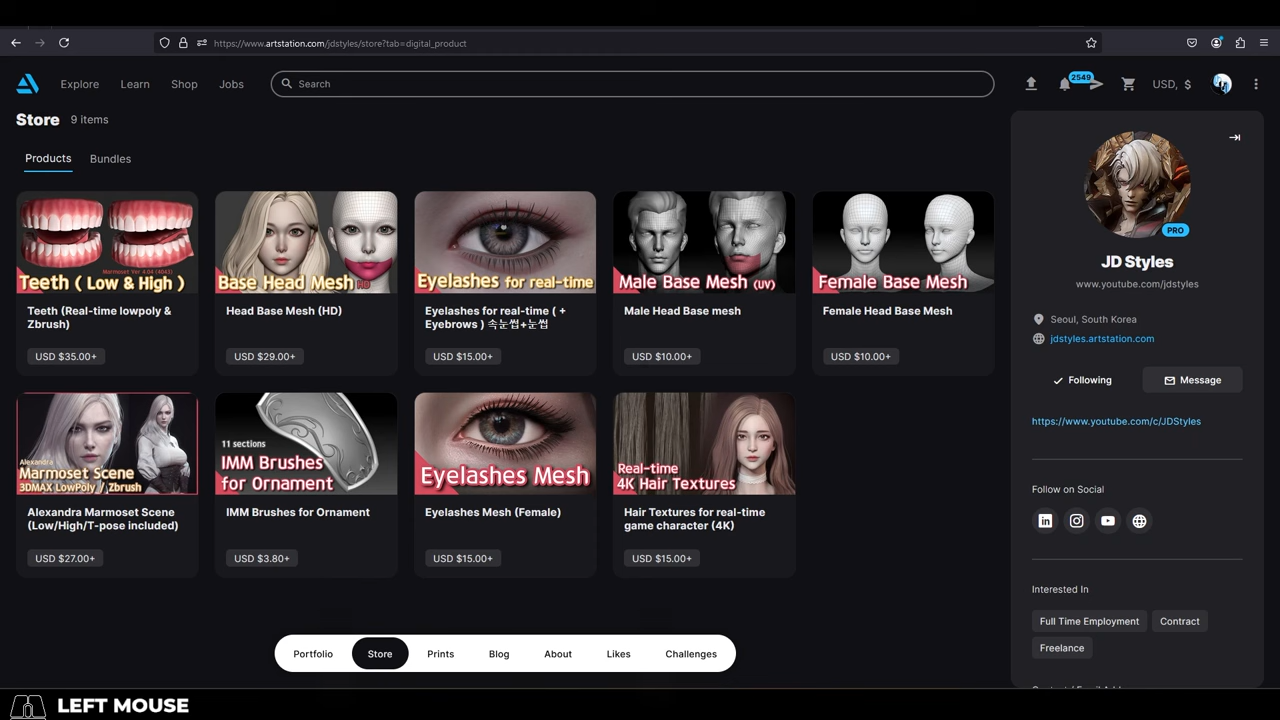 https://www.artstation.com/jdstyles/store?tab=digital_product
Explore
Learn
Shop
Jobs
Search
2549
USD, $
Store 9 items
Products
Bundles
Marmoset Ver 4.04 (4043)
Teeth ( Low & High )
Teeth (Real-time lowpoly &
Zbrush)
USD $35.00+
Base Head Mesh HD
Head Base Mesh (HD)
USD $29.00+
Eyelashes for real-time
Eyelashes for real-time ( +
Eyebrows ) 속눈썹+눈썹
USD $15.00+
Male Base Mesh (UV)
Male Head Base mesh
USD $10.00+
Female Base Mesh
Female Head Base Mesh
USD $10.00+
Alexandra
Marmoset Scene
3DMAX LowPoly / Zbrush
Alexandra Marmoset Scene
(Low/High/T-pose included)
USD $27.00+
11 sections
IMM Brushes
for Ornament
IMM Brushes for Ornament
USD $3.80+
Eyelashes Mesh
Eyelashes Mesh (Female)
USD $15.00+
Real-time
4K Hair Textures
Hair Textures for real-time
game character (4K)
USD $15.00+
PRO
JD Styles
www.youtube.com/jdstyles
Seoul, South Korea
jdstyles.artstation.com
Following
Message
https://www.youtube.com/c/JDStyles
Follow on Social
Interested In
Full Time Employment
Contract
Freelance
Portfolio
Store
Prints
Blog
About
Likes
Challenges
LEFT MOUSE